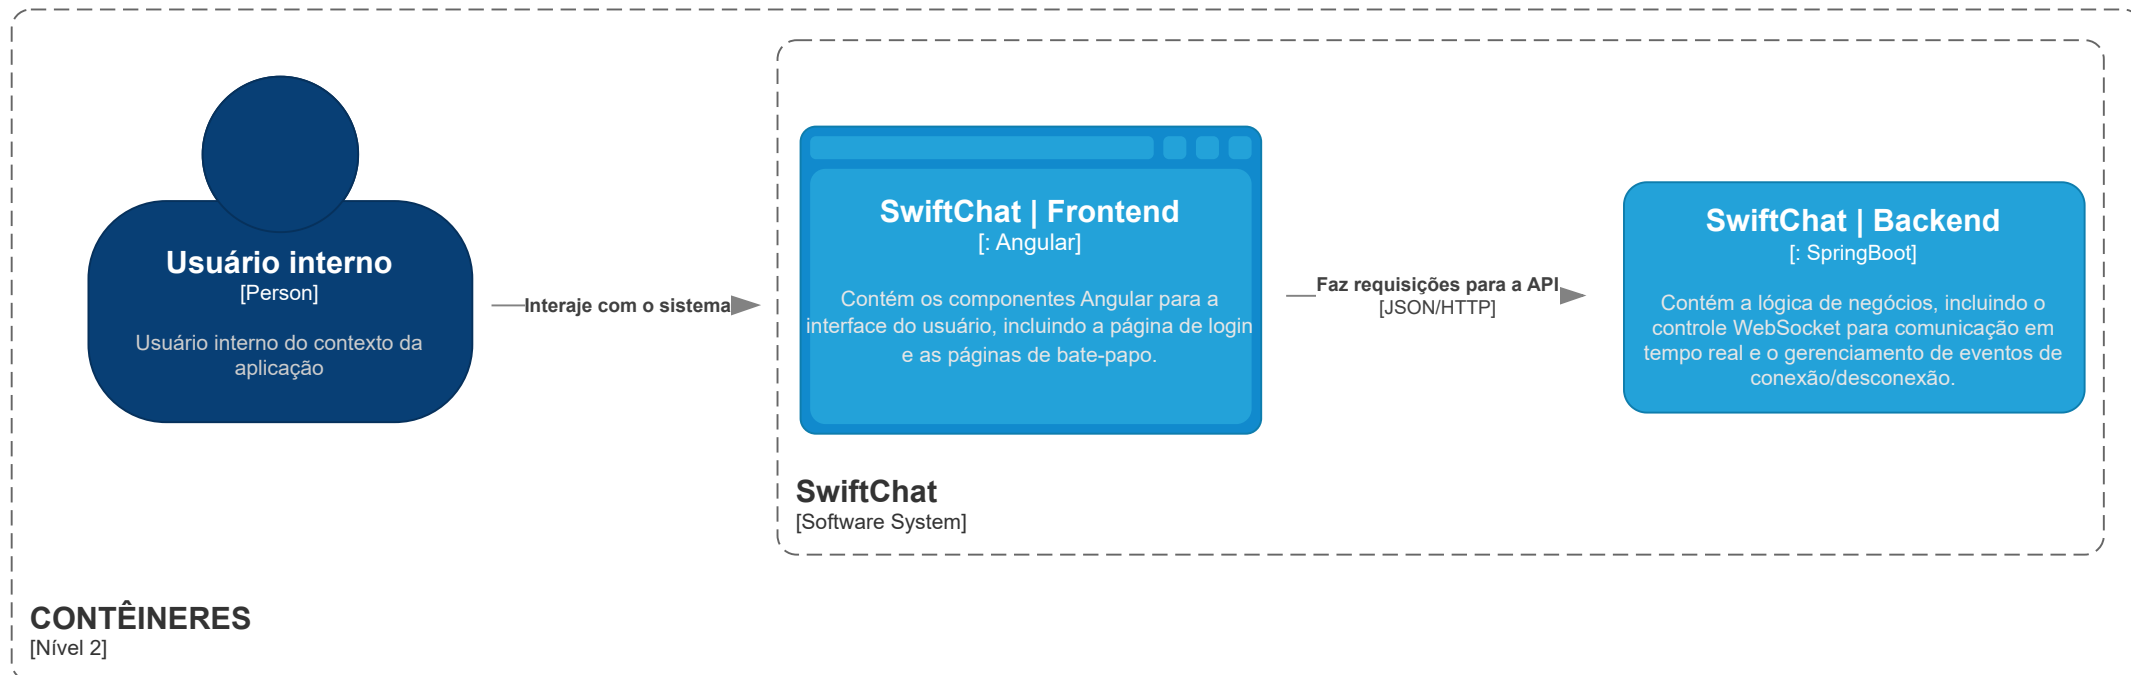 Usuário interno
[Person]
Usuário interno do contexto da
aplicação
Interaje com o sistema
SwiftChat | Frontend
[: Angular]
Contém os componentes Angular para a
interface do usuário, incluindo a página de login
e as páginas de bate-papo.
Faz requisições para a API
[JSON/HTTP]
SwiftChat | Backend
[: SpringBoot]
Contém a lógica de negócios, incluindo o
controle WebSocket para comunicação em
tempo real e o gerenciamento de eventos de
conexão/desconexão.
SwiftChat
[Software System]
CONTÊINERES
[Nível 2]